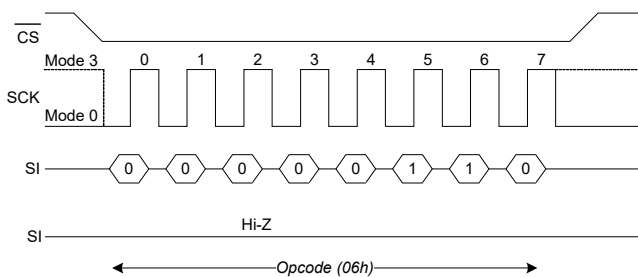 CS
Mode 3 0 1 2 3 4 5 6 7
SCK
Mode 0
SI 0 0 0 0 0 1 1 0
Hi-Z
SI
Opcode (06h)